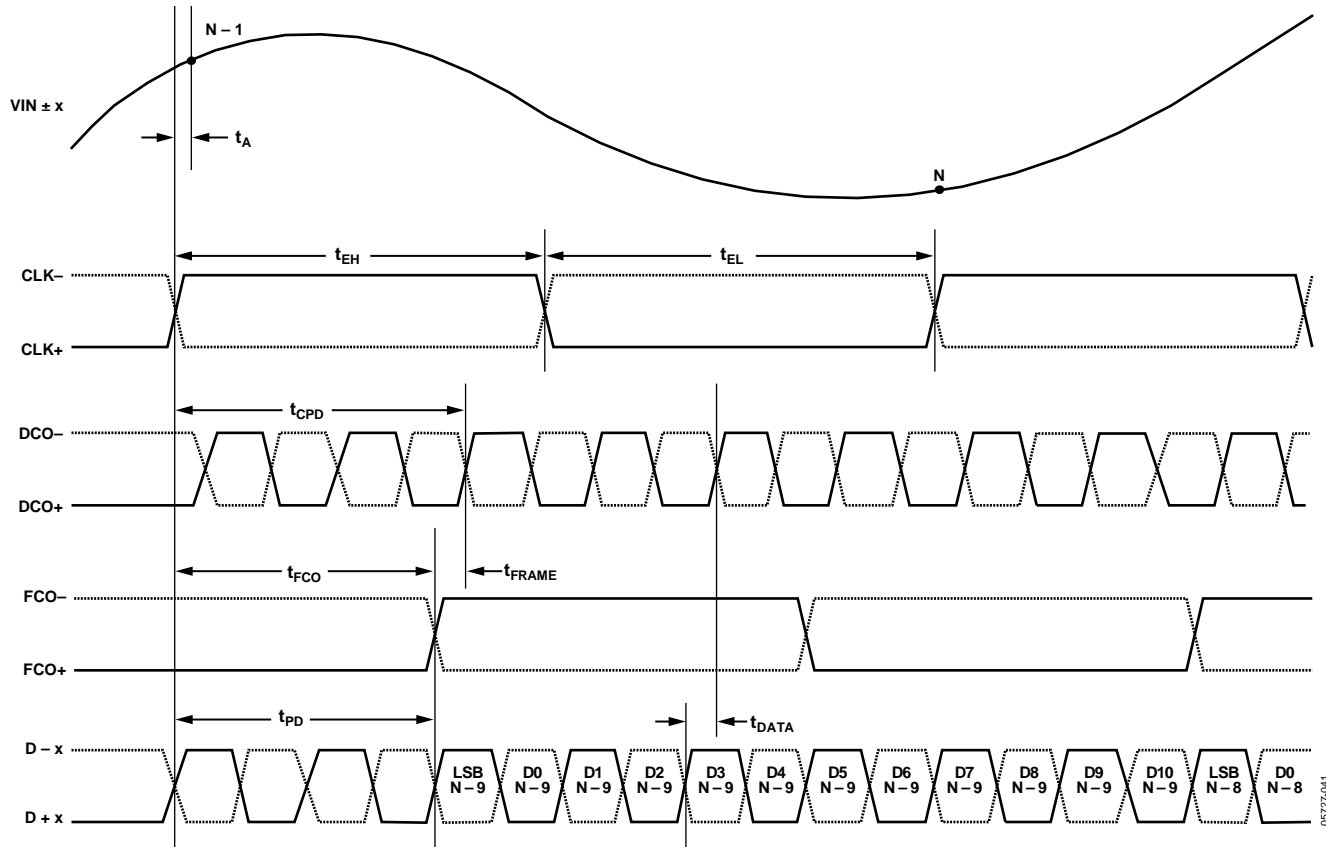 N – 1
VIN ± x
tA
N
tEH
tEL
CLK–
CLK+
tCPD
DCO–
DCO+
tFCO
tFRAME
FCO–
FCO+
tPD
tDATA
D – x
LSB N – 9
D0 N – 9
D1 N – 9
D2 N – 9
D3 N – 9
D4 N – 9
D5 N – 9
D6 N – 9
D7 N – 9
D8 N – 9
D9 N – 9
D10 N – 9
LSB N – 8
D0 N – 8
D + x
05727-041